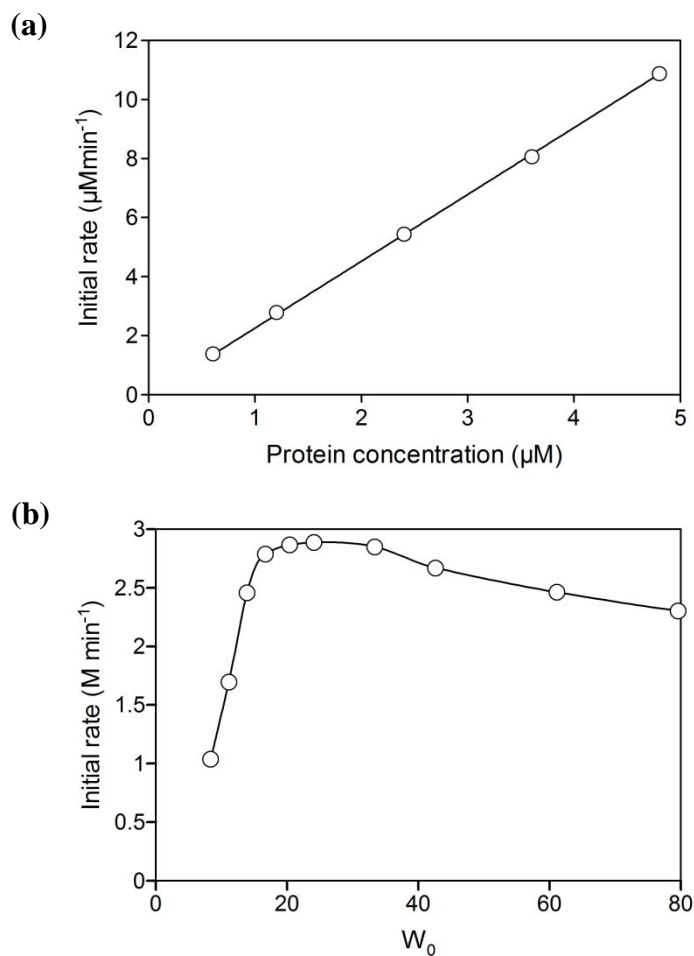 (a)
12
10
8
6
4
2
0
Initial rate (µMmin⁻¹)
0 1 2 3 4 5
Protein concentration (µM)
(b)
3
2.5
2
1.5
1
0.5
0
Initial rate (M min⁻¹)
0 20 40 60 80
W₀